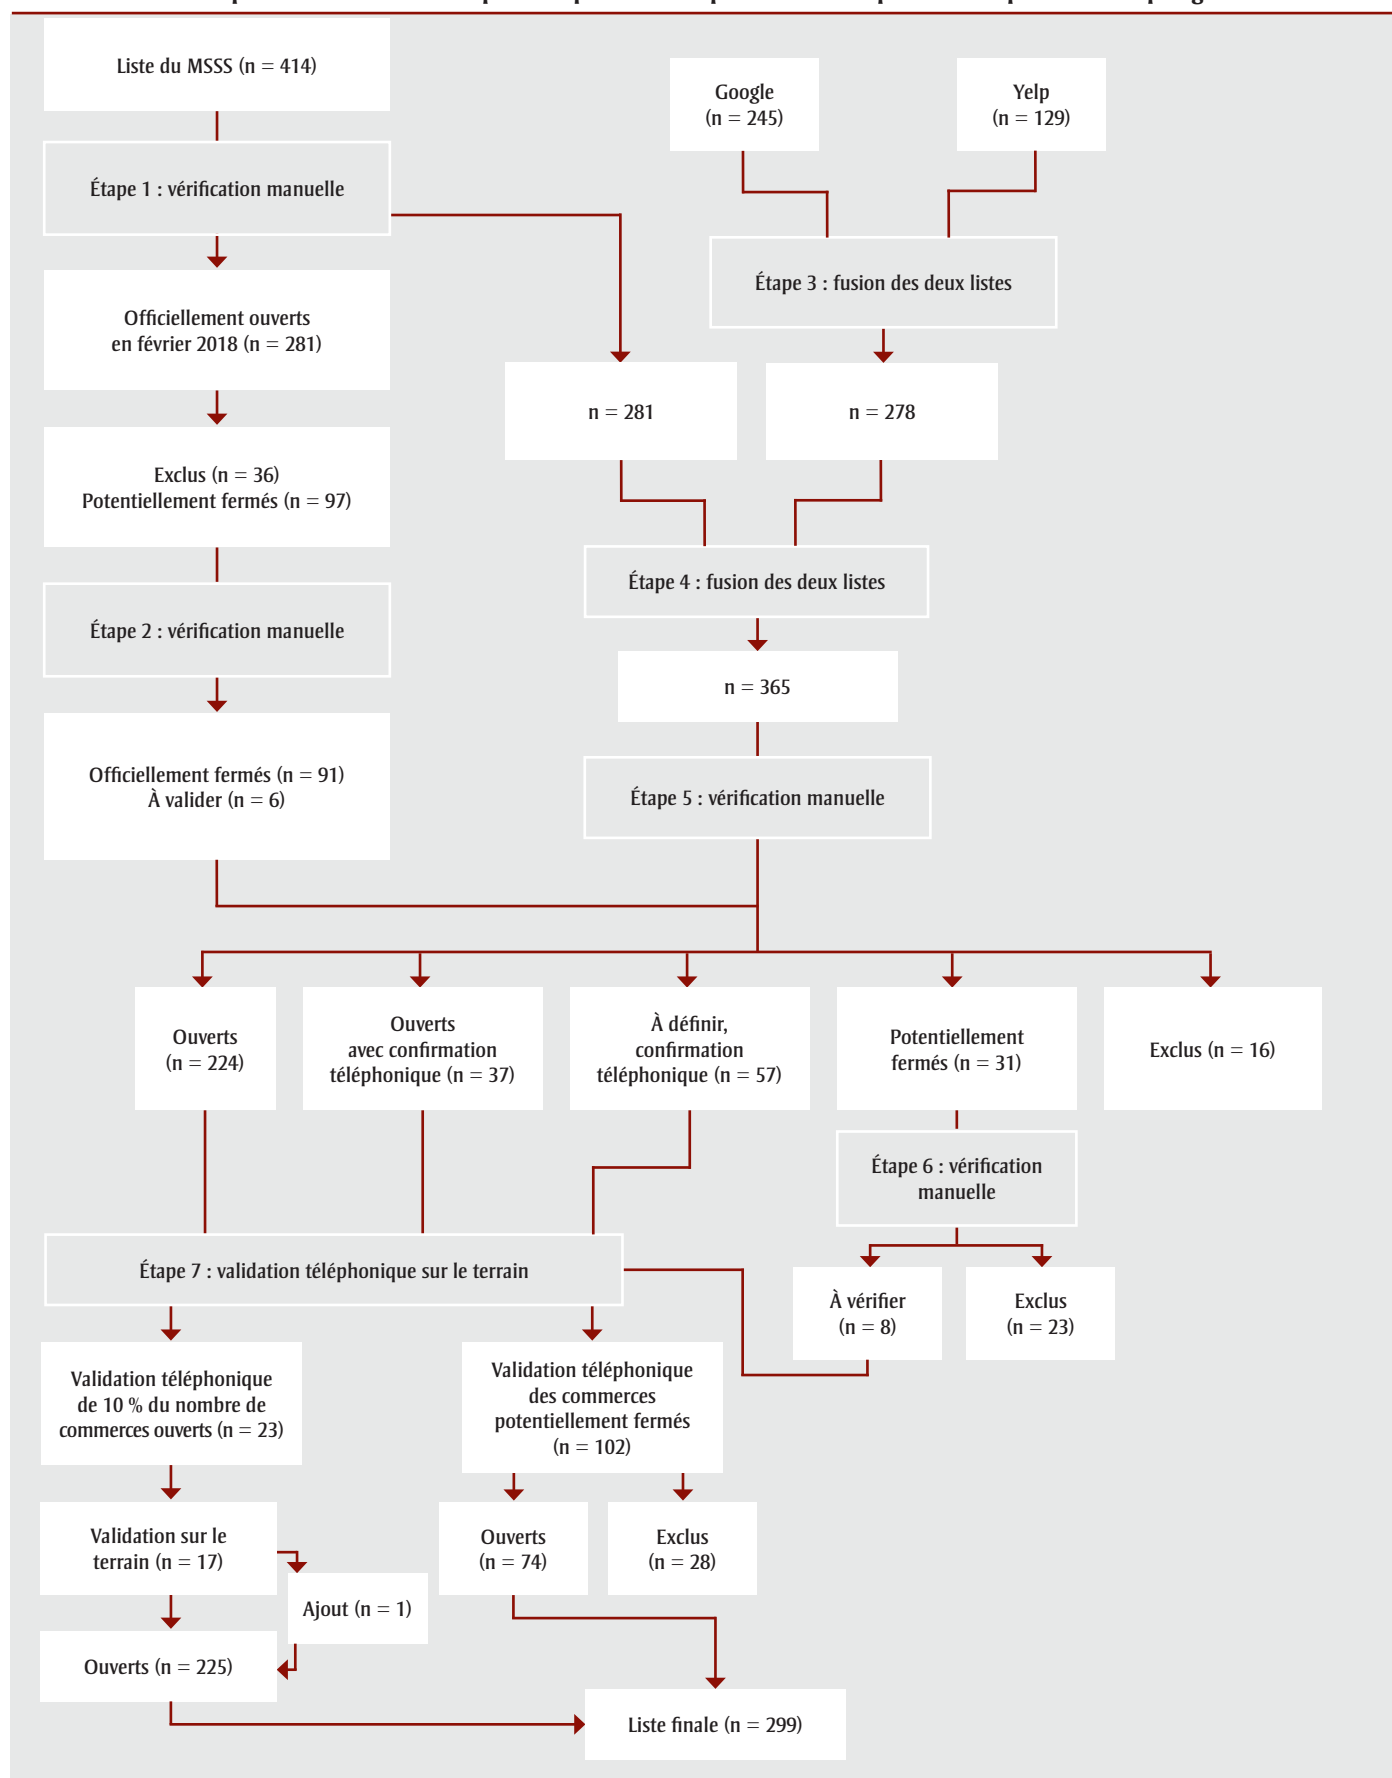 Liste du MSSS (n = 414)
Google
(n = 245)
Yelp
(n = 129)
Étape 1 : vérification manuelle
Étape 3 : fusion des deux listes
Officiellement ouverts
en février 2018 (n = 281)
n = 281
n = 278
Exclus (n = 36)
Potentiellement fermés (n = 97)
Étape 4 : fusion des deux listes
Étape 2 : vérification manuelle
n = 365
Officiellement fermés (n = 91)
À valider (n = 6)
Étape 5 : vérification manuelle
Ouverts
(n = 224)
Ouverts
avec confirmation
téléphonique (n = 37)
À définir,
confirmation
téléphonique (n = 57)
Potentiellement
fermés (n = 31)
Exclus (n = 16)
Étape 6 : vérification
manuelle
Étape 7 : validation téléphonique sur le terrain
À vérifier
(n = 8)
Exclus
(n = 23)
Validation téléphonique
de 10 % du nombre de
commerces ouverts (n = 23)
Validation téléphonique
des commerces
potentiellement fermés
(n = 102)
Validation sur le
terrain (n = 17)
Ouverts
(n = 74)
Exclus
(n = 28)
Ajout (n = 1)
Ouverts (n = 225)
Liste finale (n = 299)